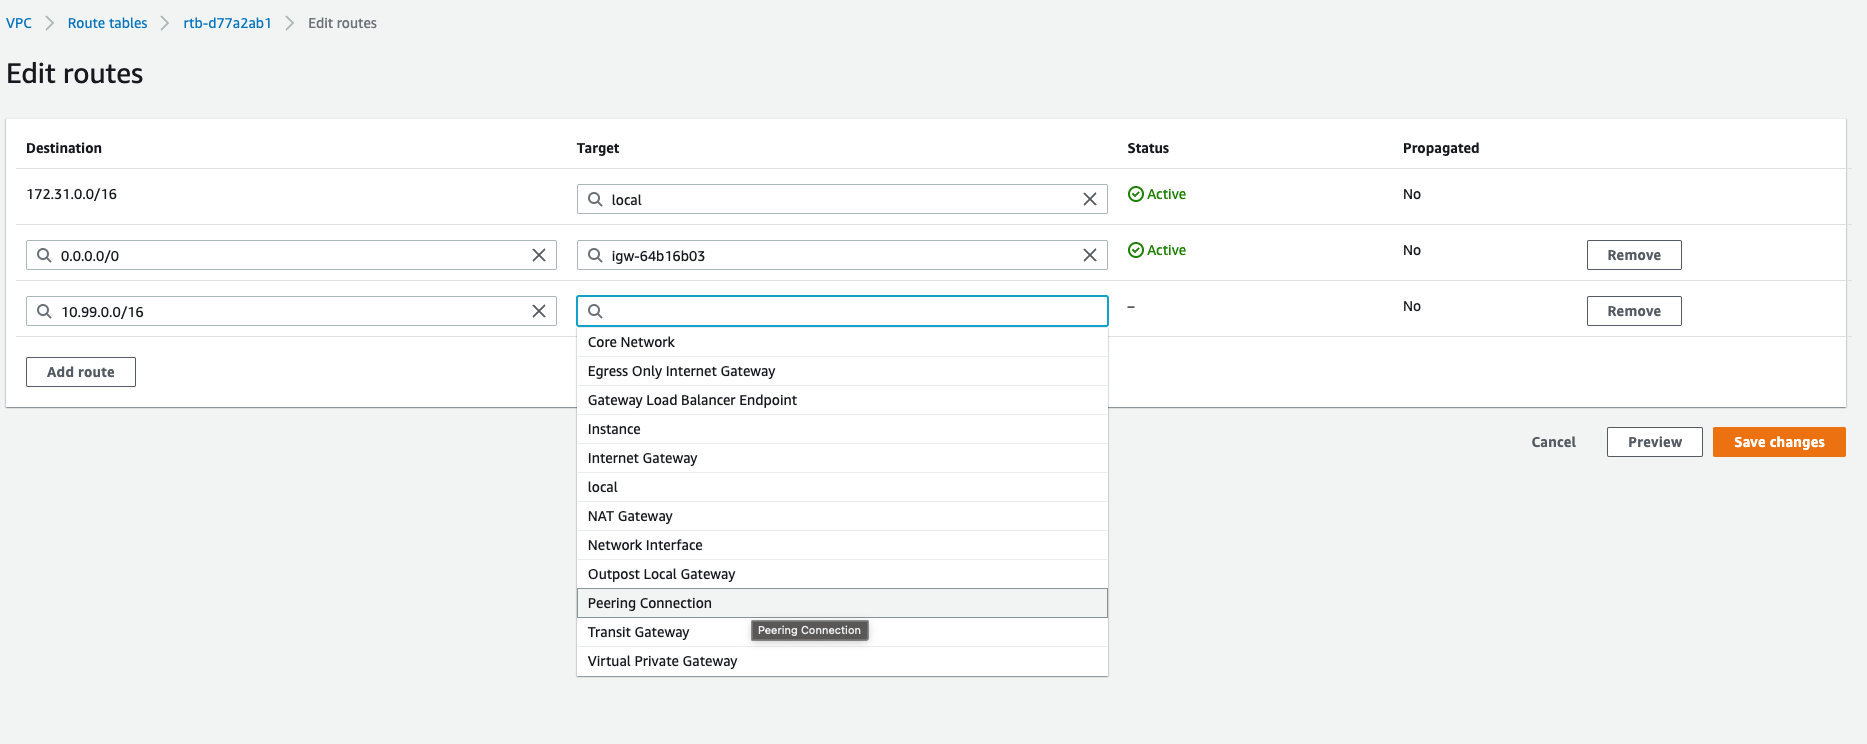 VPC > Route tables > rtb-d77a2ab1 > Edit routes
Edit routes
Destination Target Status Propagated
172.31.0.0/16 local Active No
0.0.0.0/0 igw-64b16b03 Active No Remove
10.99.0.0/16 – No Remove
Core Network
Egress Only Internet Gateway
Gateway Load Balancer Endpoint
Instance
Internet Gateway
local
NAT Gateway
Network Interface
Outpost Local Gateway
Peering Connection
Transit Gateway
Peering Connection
Virtual Private Gateway
Add route
Cancel Preview Save changes